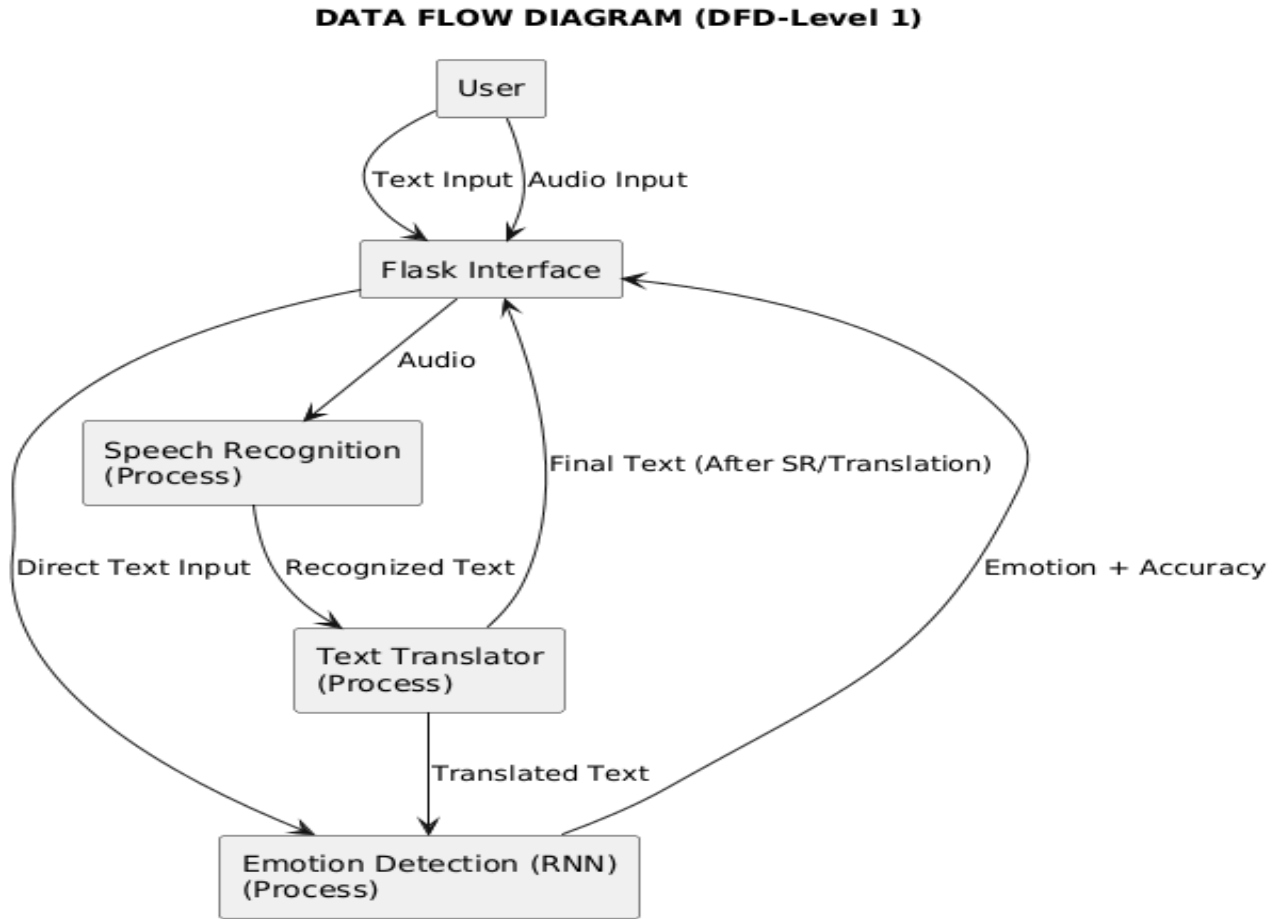 DATA FLOW DIAGRAM (DFD-Level 1)
User
Text Input
Audio Input
Flask Interface
Audio
Speech Recognition
(Process)
Final Text (After SR/Translation)
Direct Text Input
Recognized Text
Emotion + Accuracy
Text Translator
(Process)
Translated Text
Emotion Detection (RNN)
(Process)